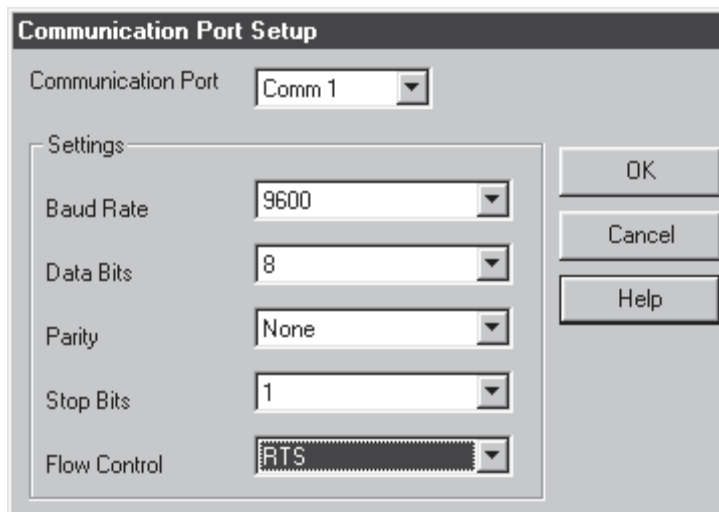 Communication Port Setup
Communication Port
Comm 1
Settings
Baud Rate
9600
Data Bits
8
Parity
None
Stop Bits
1
Flow Control
RTS
OK
Cancel
Help